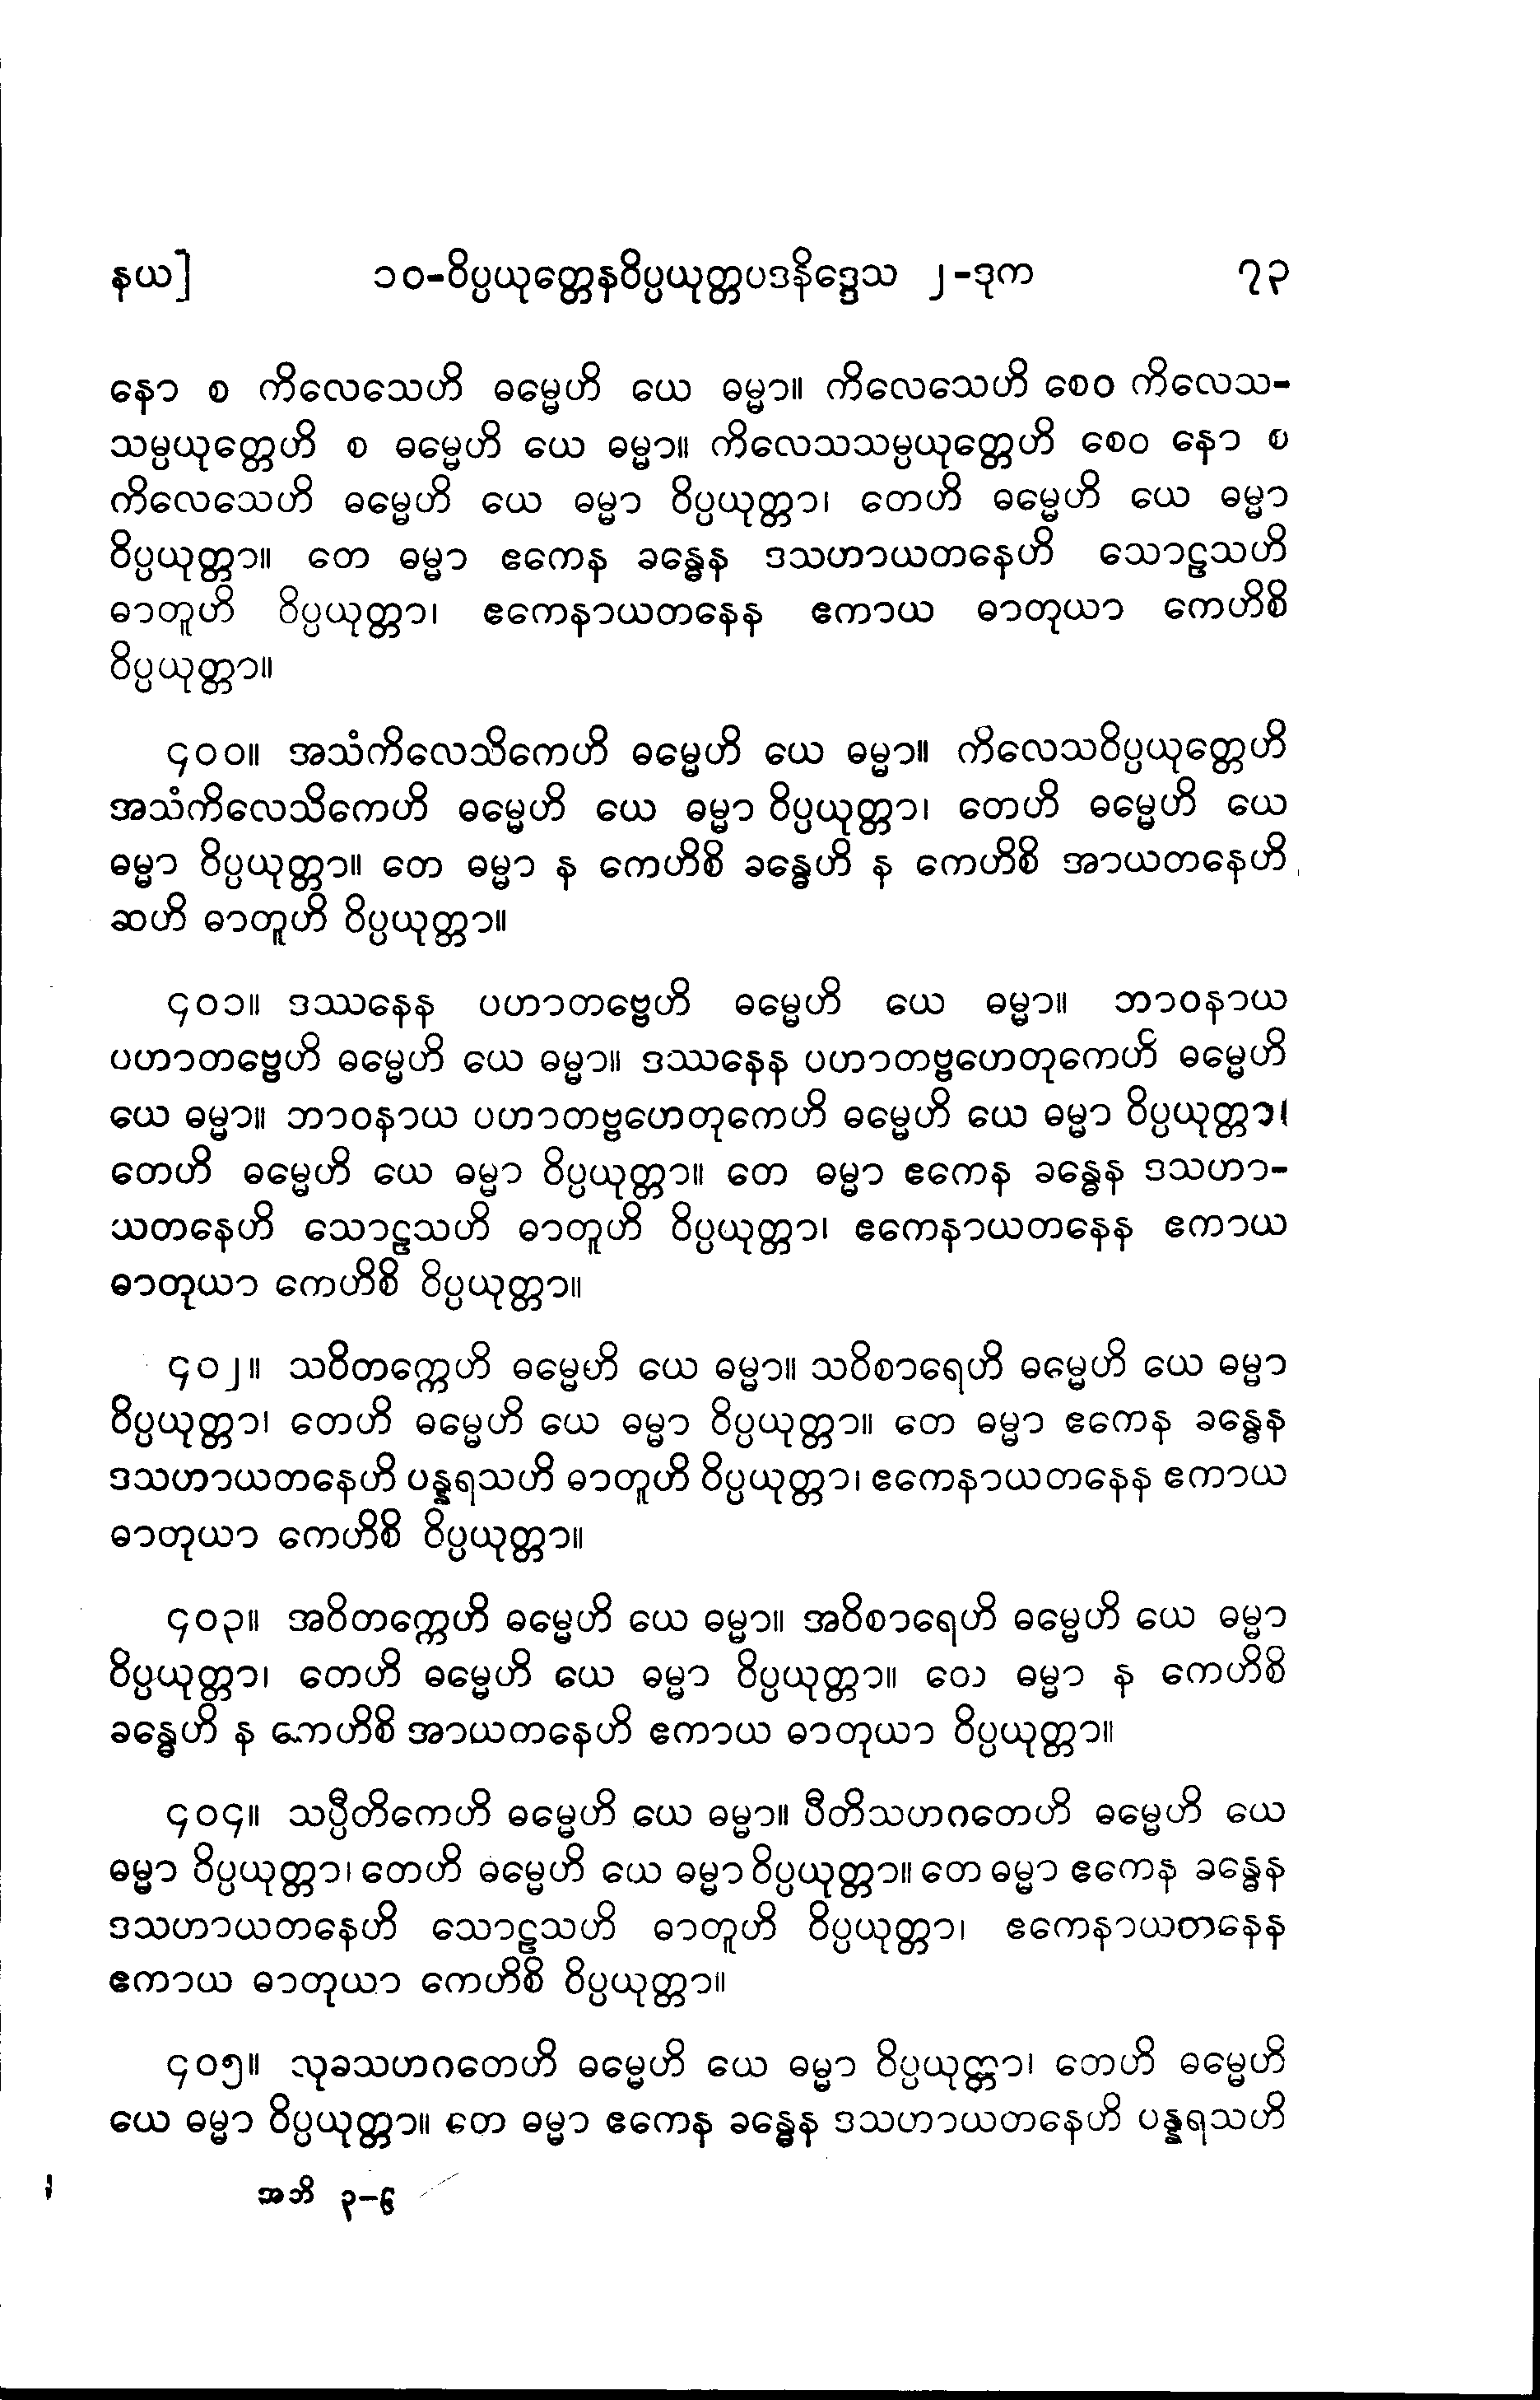 နယ]	၁၀-ဝိပ္ပယုတ္တေနဝိပ္ပယုတ္တပဒနိဒ္ဒေသ ၂-ဒုက	၇၃
နော စ ကိလေသေဟိ ဓမ္မေဟိ ယေ ဓမ္မာ။ ကိလေသေဟိ စေဝ ကိလေသ-
သမ္ပယုတ္တေဟိ စ ဓမ္မေဟိ ယေ ဓမ္မာ။ ကိလေသသမ္ပယုတ္တေဟိ စေဝ နော စ
ကိလေသေဟိ ဓမ္မေဟိ ယေ ဓမ္မာ ဝိပ္ပယုတ္တာ၊ တေဟိ ဓမ္မေဟိ ယေ ဓမ္မာ
ဝိပ္ပယုတ္တာ။ တေ ဓမ္မာ ဧကေန ခန္ဓေန ဒသဟာယတနေဟိ သောဠသဟိ
ဓာတူဟိ ဝိပ္ပယုတ္တာ၊ ဧကေနာယတနေန ဧကာယ ဓာတုယာ ကေဟိစိ
ဝိပ္ပယုတ္တာ။
၄၀၀။ အသံကိလေသိကေဟိ ဓမ္မေဟိ ယေ ဓမ္မာ။ ကိလေသဝိပ္ပယုတ္တေဟိ
အသံကိလေသိကေဟိ ဓမ္မေဟိ ယေ ဓမ္မာ ဝိပ္ပယုတ္တာ၊ တေဟိ ဓမ္မေဟိ ယေ
ဓမ္မာ ဝိပ္ပယုတ္တာ။ တေ ဓမ္မာ န ကေဟိစိ ခန္ဓေဟိ န ကေဟိစိ အာယတနေဟိ
ဆဟိ ဓာတူဟိ ဝိပ္ပယုတ္တာ။
၄၀၁။ ဒဿနေန ပဟာတဗ္ဗေဟိ ဓမ္မေဟိ ယေ ဓမ္မာ။ ဘာဝနာယ
ပဟာတဗ္ဗေဟိ ဓမ္မေဟိ ယေ ဓမ္မာ။ ဒဿနေန ပဟာတဗ္ဗဟေတုကေဟိ ဓမ္မေဟိ
ယေ ဓမ္မာ။ ဘာဝနာယ ပဟာတဗ္ဗဟေတုကေဟိ ဓမ္မေဟိ ယေ ဓမ္မာ ဝိပ္ပယုတ္တာ၊
တေဟိ ဓမ္မေဟိ ယေ ဓမ္မာ ဝိပ္ပယုတ္တာ။ တေ ဓမ္မာ ဧကေန ခန္ဓေန ဒသဟာ-
ယတနေဟိ သောဠသဟိ ဓာတူဟိ ဝိပ္ပယုတ္တာ၊ ဧကေနာယတနေန ဧကာယ
ဓာတုယာ ကေဟိစိ ဝိပ္ပယုတ္တာ။
၄၀၂။ သဝိတက္ကေဟိ ဓမ္မေဟိ ယေ ဓမ္မာ။ သဝိစာရေဟိ ဓမ္မေဟိ ယေ ဓမ္မာ
ဝိပ္ပယုတ္တာ၊ တေဟိ ဓမ္မေဟိ ယေ ဓမ္မာ ဝိပ္ပယုတ္တာ။ တေ ဓမ္မာ ဧကေန ခန္ဓေန
ဒသဟာယတနေဟိ ပန္နရသဟိ ဓာတူဟိ ဝိပ္ပယုတ္တာ၊ ဧကေနာယတနေန ဧကာယ
ဓာတုယာ ကေဟိစိ ဝိပ္ပယုတ္တာ။
၄၀၃။ အဝိတက္ကေဟိ ဓမ္မေဟိ ယေ ဓမ္မာ။ အဝိစာရေဟိ ဓမ္မေဟိ ယေ ဓမ္မာ
ဝိပ္ပယုတ္တာ၊ တေဟိ ဓမ္မေဟိ ယေ ဓမ္မာ ဝိပ္ပယုတ္တာ။ တေ ဓမ္မာ န ကေဟိစိ
ခန္ဓေဟိ န ကေဟိစိ အာယတနေဟိ ဧကာယ ဓာတုယာ ဝိပ္ပယုတ္တာ။
၄၀၄။ သပ္ပီတိကေဟိ ဓမ္မေဟိ ယေ ဓမ္မာ။ ပီတိသဟဂတေဟိ ဓမ္မေဟိ ယေ
ဓမ္မာ ဝိပ္ပယုတ္တာ၊ တေဟိ ဓမ္မေဟိ ယေ ဓမ္မာ ဝိပ္ပယုတ္တာ။ တေ ဓမ္မာ ဧကေန ခန္ဓေန
ဒသဟာယတနေဟိ သောဠသဟိ ဓာတူဟိ ဝိပ္ပယုတ္တာ၊ ဧကေနာယတနေန
ဧကာယ ဓာတုယာ ကေဟိစိ ဝိပ္ပယုတ္တာ။
၄၀၅။ သုခသဟဂတေဟိ ဓမ္မေဟိ ယေ ဓမ္မာ ဝိပ္ပယုတ္တာ၊ တေဟိ ဓမ္မေဟိ
ယေ ဓမ္မာ ဝိပ္ပယုတ္တာ။ တေ ဓမ္မာ ဧကေန ခန္ဓေန ဒသဟာယတနေဟိ ပန္နရသဟိ
အဘိ ၃-၆